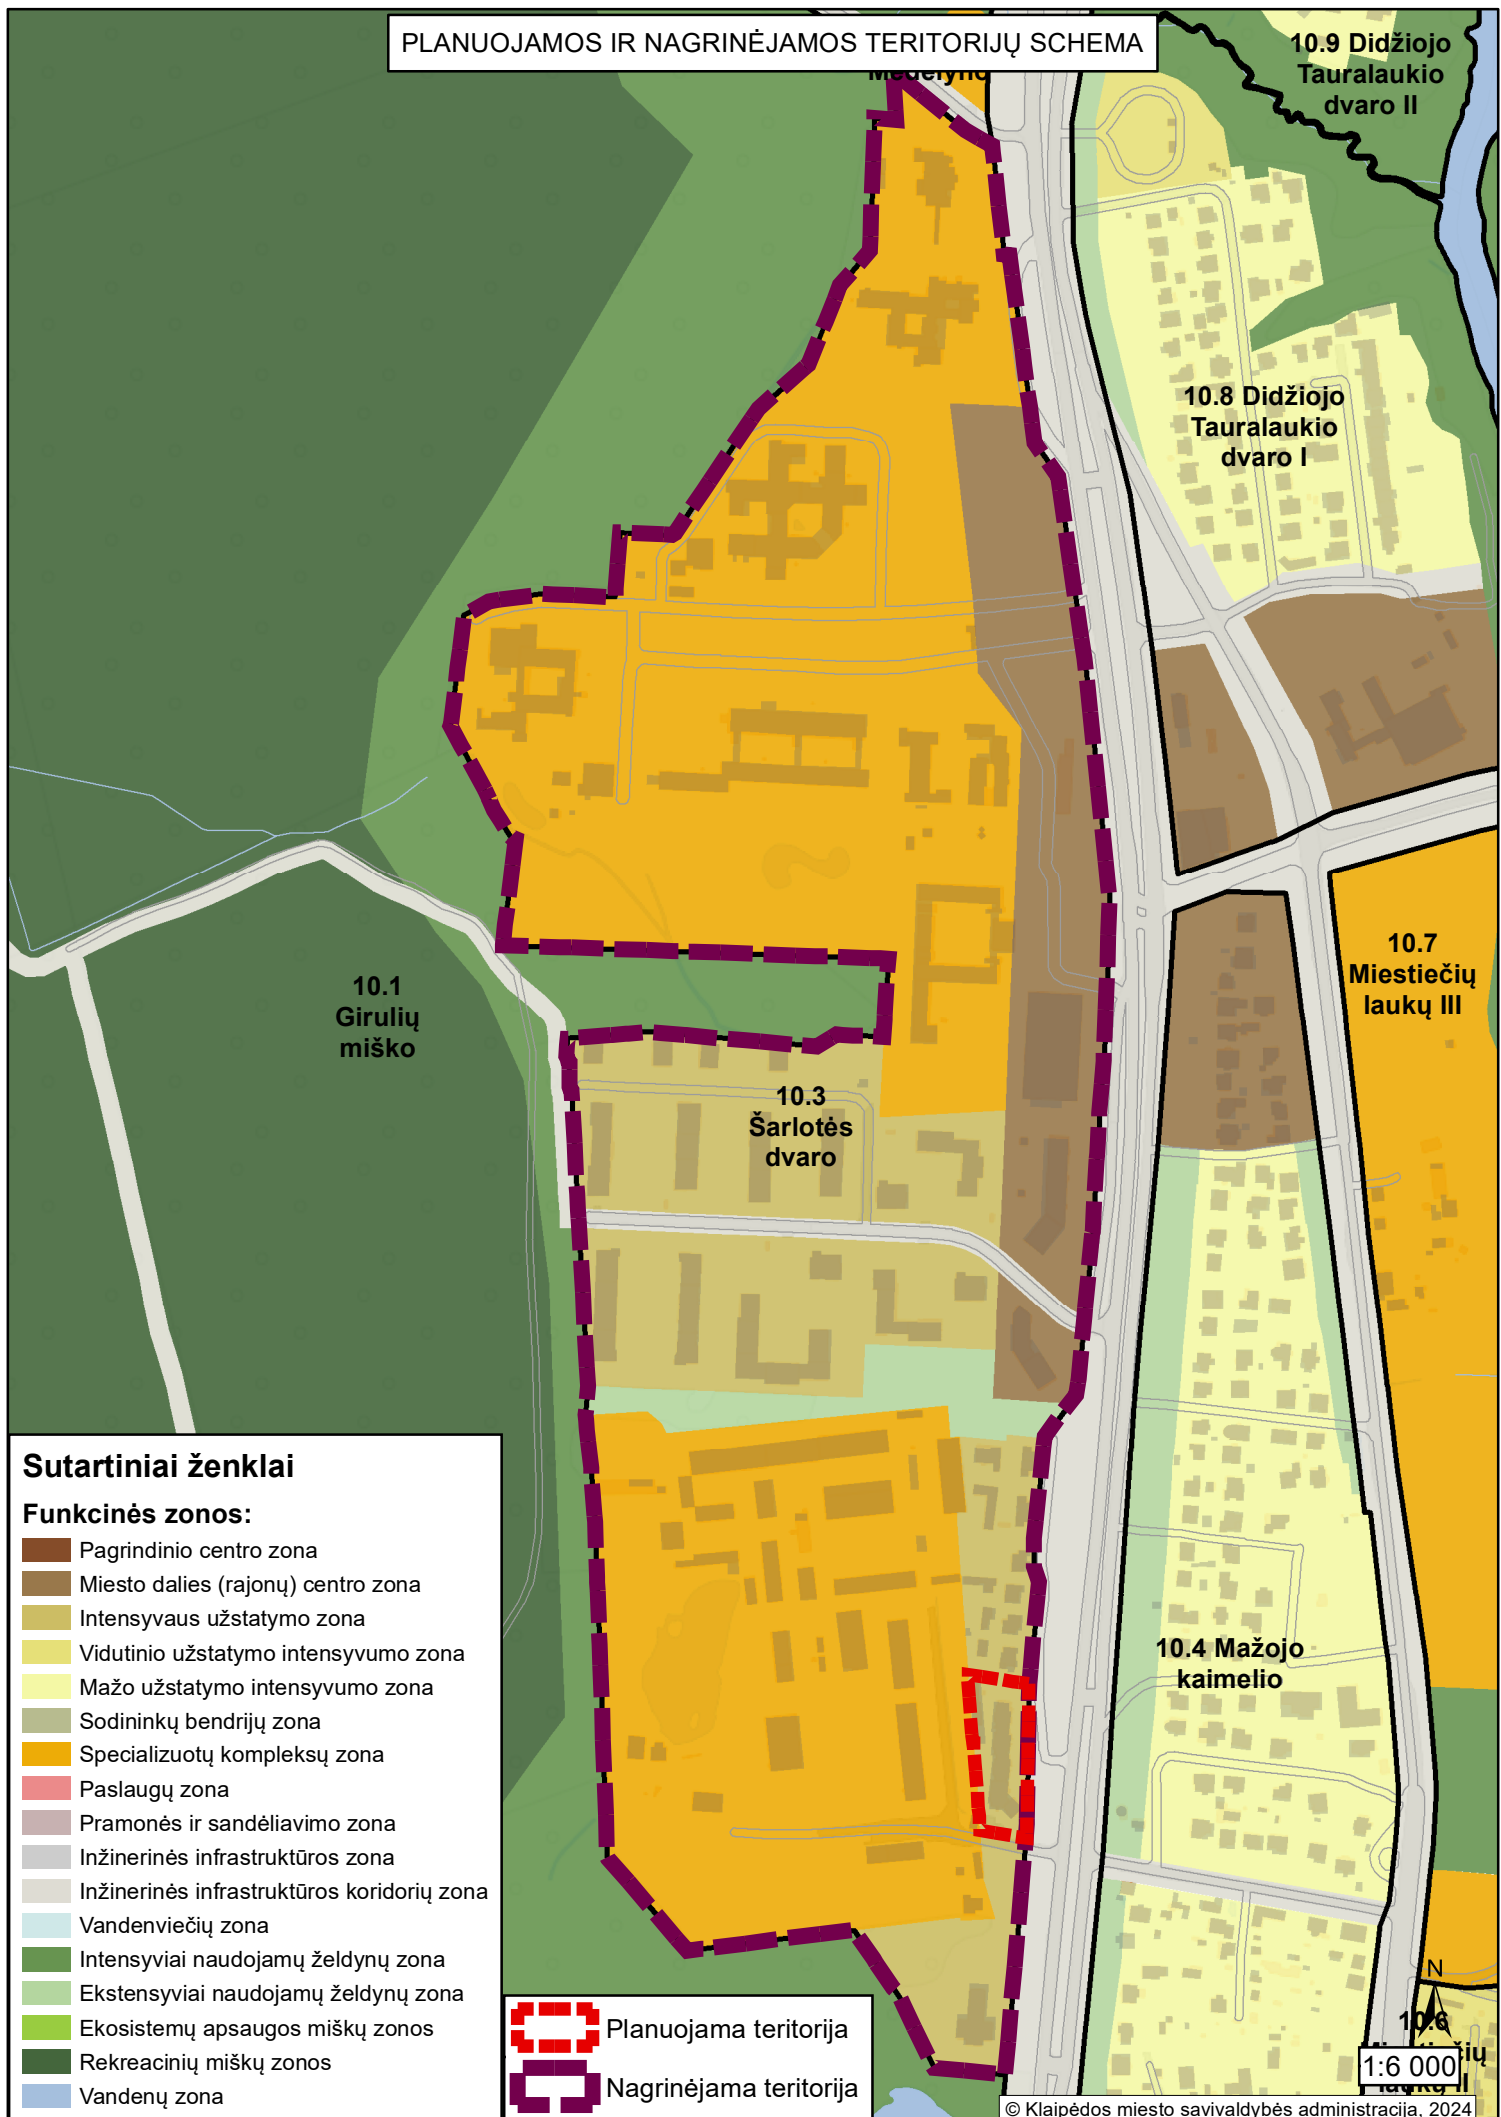 PLANUOJAMOS IR NAGRINĖJAMOS TERITORIJŲ SCHEMA
10.9 Didžiojo
Tauralaukio
dvaro II
10.8 Didžiojo
Tauralaukio
dvaro I
10.7
Miestiečių
laukų III
10.1
Girulių
miško
10.3
Šarlotės
dvaro
10.4 Mažojo
kaimelio
Sutartiniai ženklai
Funkcinės zonos:
Pagrindinio centro zona
Miesto dalies (rajonų) centro zona
Intensyvaus užstatymo zona
Vidutinio užstatymo intensyvumo zona
Mažo užstatymo intensyvumo zona
Sodininkų bendrijų zona
Specializuotų kompleksų zona
Paslaugų zona
Pramonės ir sandėliavimo zona
Inžinerinės infrastruktūros zona
Inžinerinės infrastruktūros koridorių zona
Vandenviečių zona
Intensyviai naudojamų želdynų zona
Ekstensyviai naudojamų želdynų zona
Ekosistemų apsaugos miškų zonos
Rekreacinių miškų zonos
Vandenų zona
Planuojama teritorija
Nagrinėjama teritorija
N
10.6
1:6 000
© Klaipėdos miesto savivaldybės administracija, 2024